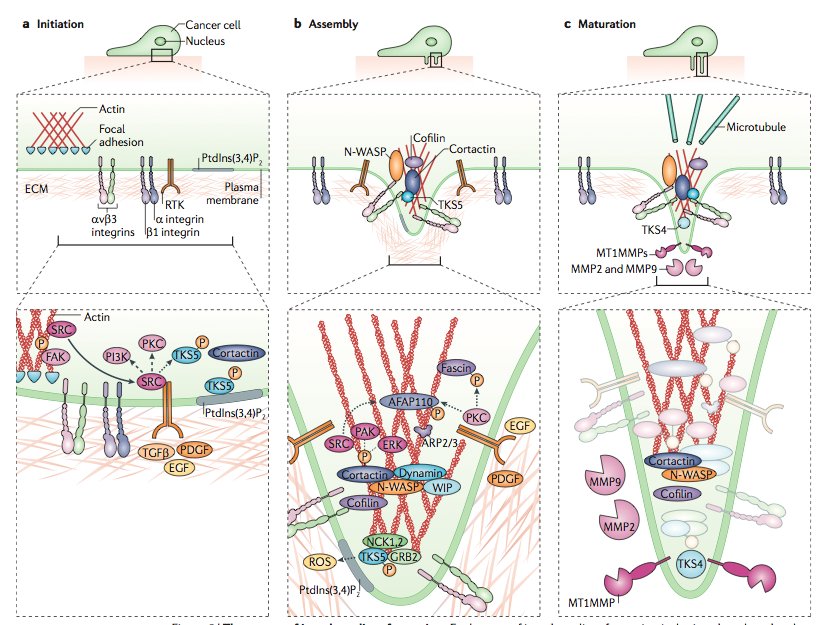 a Initiation
Cancer cell
Nucleus
Actin
Focal
adhesion
PtdIns(3,4)P2
ECM
Plasma
membrane
RTK
αvβ3
integrins
α integrin
β1 integrin
Actin
SRC
P
FAK
PI3K
PKC
P
TKS5
Cortactin
SRC
P
TKS5
PtdIns(3,4)P2
TGFβ
PDGF
EGF
b Assembly
N-WASP
Cofilin
Cortactin
TKS5
Fascin
P
AFAP110
P
PKC
EGF
PAK
SRC
ERK
ARP2/3
P
PDGF
Cortactin
Dynamin
N-WASP
WIP
Cofilin
NCK1,2
ROS
TKS5
GRB2
P
PtdIns(3,4)P2
c Maturation
Microtubule
TKS4
MT1MMPs
MMP2 and MMP9
Cortactin
N-WASP
MMP9
Cofilin
MMP2
TKS4
MT1MMP